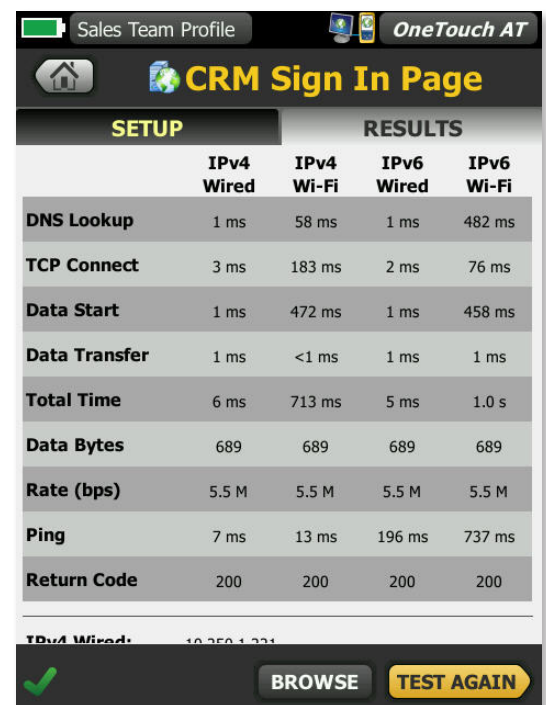 Sales Team Profile
OneTouch AT
CRM Sign In Page
SETUP RESULTS
IPv4 IPv4 IPv6 IPv6
Wired Wi-Fi Wired Wi-Fi
DNS Lookup 1 ms 58 ms 1 ms 482 ms
TCP Connect 3 ms 183 ms 2 ms 76 ms
Data Start 1 ms 472 ms 1 ms 458 ms
Data Transfer 1 ms <1 ms 1 ms 1 ms
Total Time 6 ms 713 ms 5 ms 1.0 s
Data Bytes 689 689 689 689
Rate (bps) 5.5 M 5.5 M 5.5 M 5.5 M
Ping 7 ms 13 ms 196 ms 737 ms
Return Code 200 200 200 200
IPv4 Wired:
BROWSE TEST AGAIN